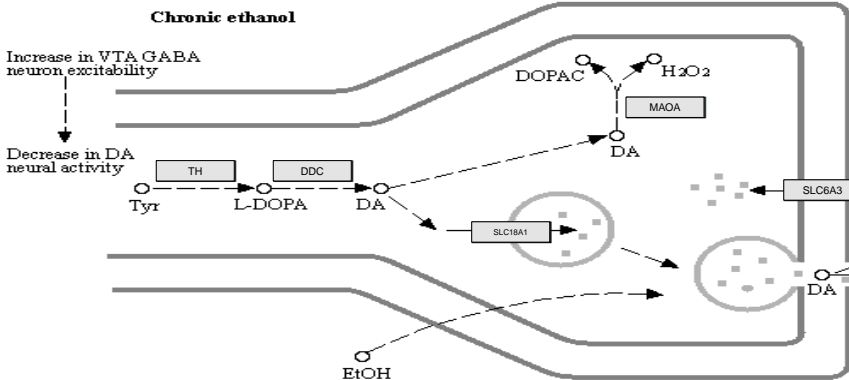 Chronic ethanol
Increase in VTA GABA
neuron excitability
Decrease in DA
neural activity
DOPAC
H2O2
MAOA
DA
TH
DDC
Tyr
L-DOPA
DA
SLC6A3
SLC18A1
DA
EtOH